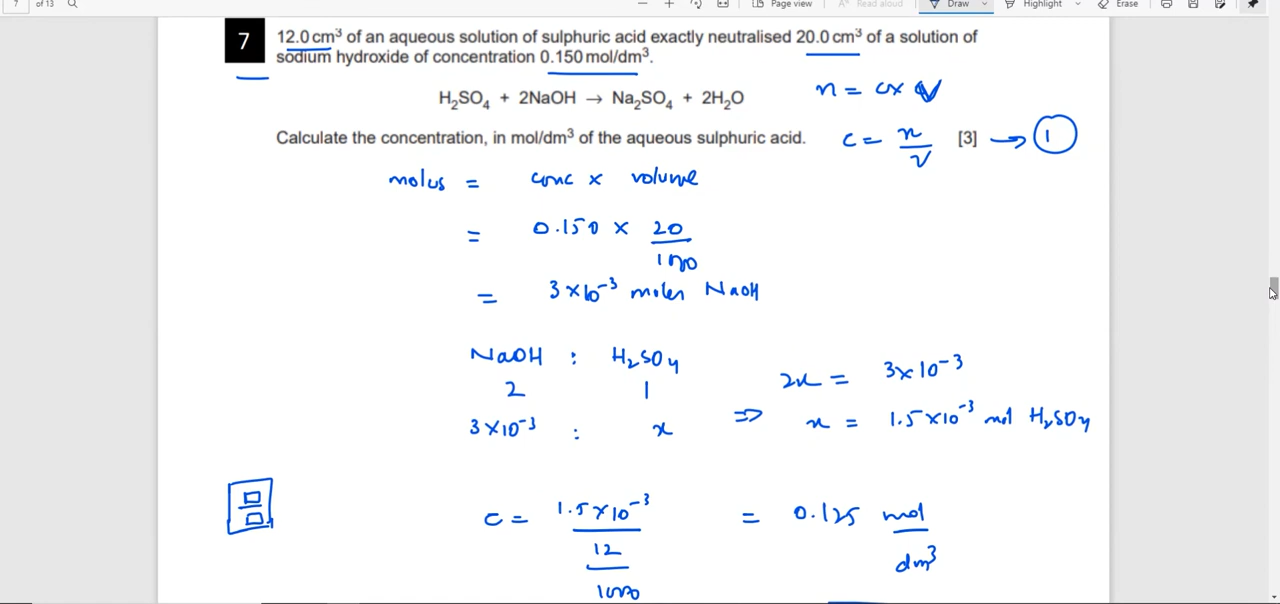 7 of 13 Page view Read aloud Draw Highlight Erase
7 12.0 cm³ of an aqueous solution of sulphuric acid exactly neutralised 20.0 cm³ of a solution of
sodium hydroxide of concentration 0.150 mol/dm³.
n = c x V
H₂SO₄ + 2NaOH → Na₂SO₄ + 2H₂O
Calculate the concentration, in mol/dm³ of the aqueous sulphuric acid. [3] → 1
c = n/V
moles = conc x volume
= 0.150 x 20/1000
= 3 x 10⁻³ moles NaOH
NaOH : H₂SO₄
2 1
3 x 10⁻³ : x
⇒ 2x = 3 x 10⁻³
x = 1.5 x 10⁻³ mol H₂SO₄
c = 1.5 x 10⁻³ / 12/1000 = 0.125 mol/dm³